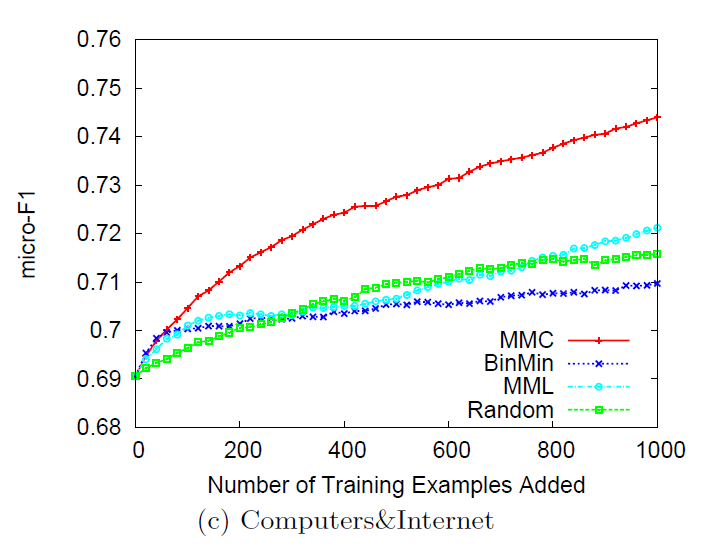 0.76
0.75
0.74
0.73
0.72
0.71
0.7
0.69
0.68
micro-F1
MMC
BinMin
MML
Random
0 200 400 600 800 1000
Number of Training Examples Added
(c) Computers&Internet